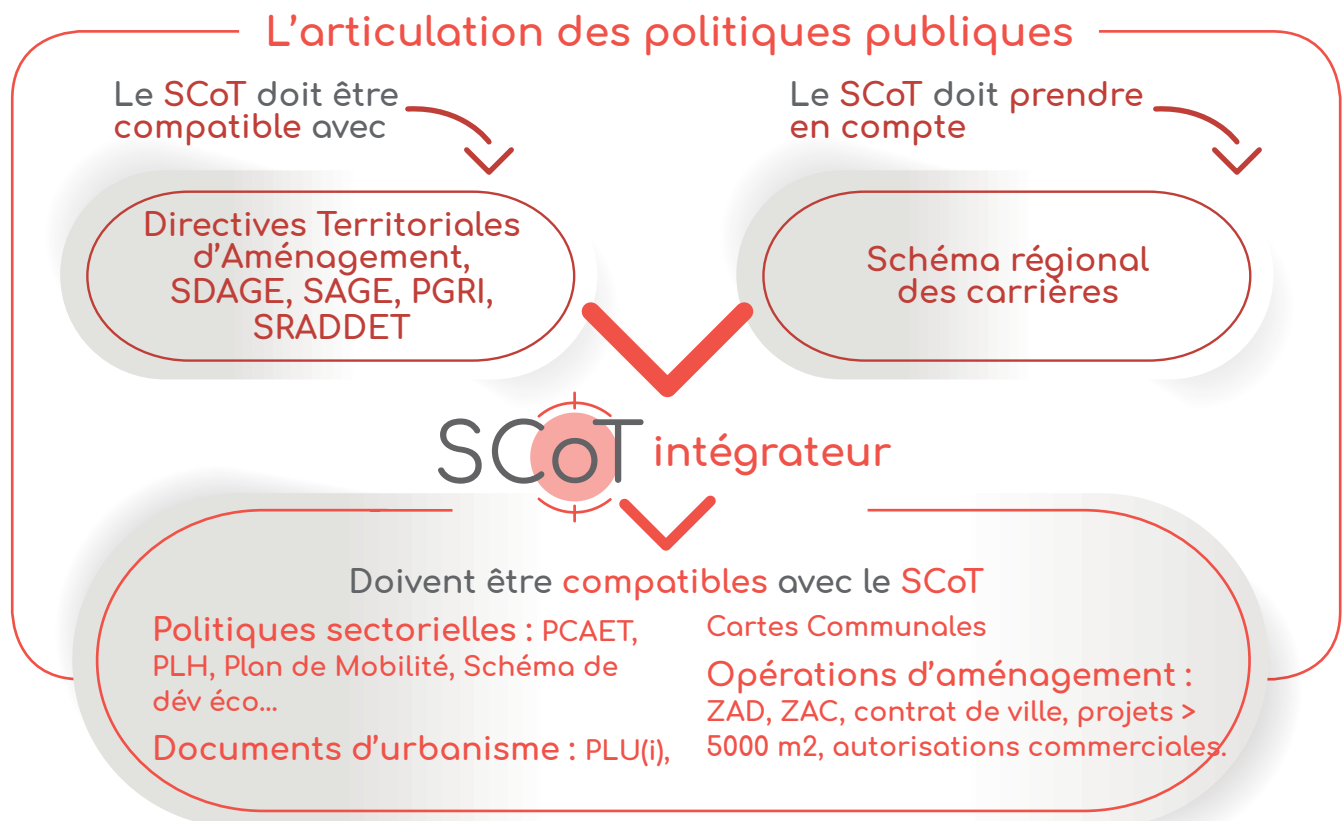 L'articulation des politiques publiques
Le SCoT doit être
compatible avec
Directives Territoriales
d'Aménagement,
SDAGE, SAGE, PGRI,
SRADDET
Le SCoT doit prendre
en compte
Schéma régional
des carrières
SCoT intégrateur
Doivent être compatibles avec le SCoT
Politiques sectorielles : PCAET,
PLH, Plan de Mobilité, Schéma de
dév éco...
Documents d'urbanisme : PLU(i),
Cartes Communales
Opérations d'aménagement :
ZAD, ZAC, contrat de ville, projets >
5000 m2, autorisations commerciales.